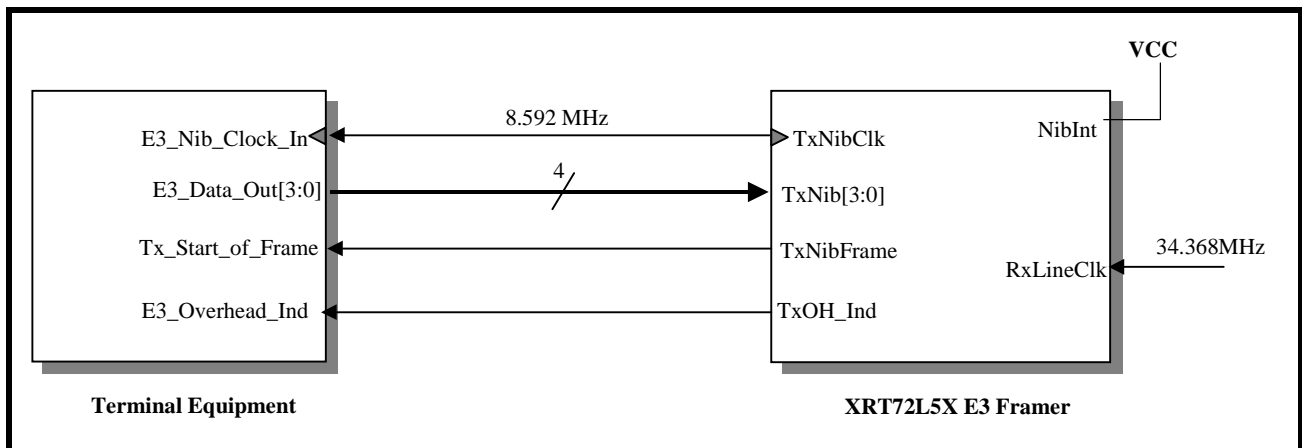 VCC
8.592 MHz
E3_Nib_Clock_In
TxNibClk
NibInt
4
E3_Data_Out[3:0]
TxNib[3:0]
Tx_Start_of_Frame
TxNibFrame
34.368MHz
RxLineClk
E3_Overhead_Ind
TxOH_Ind
Terminal Equipment
XRT72L5X E3 Framer